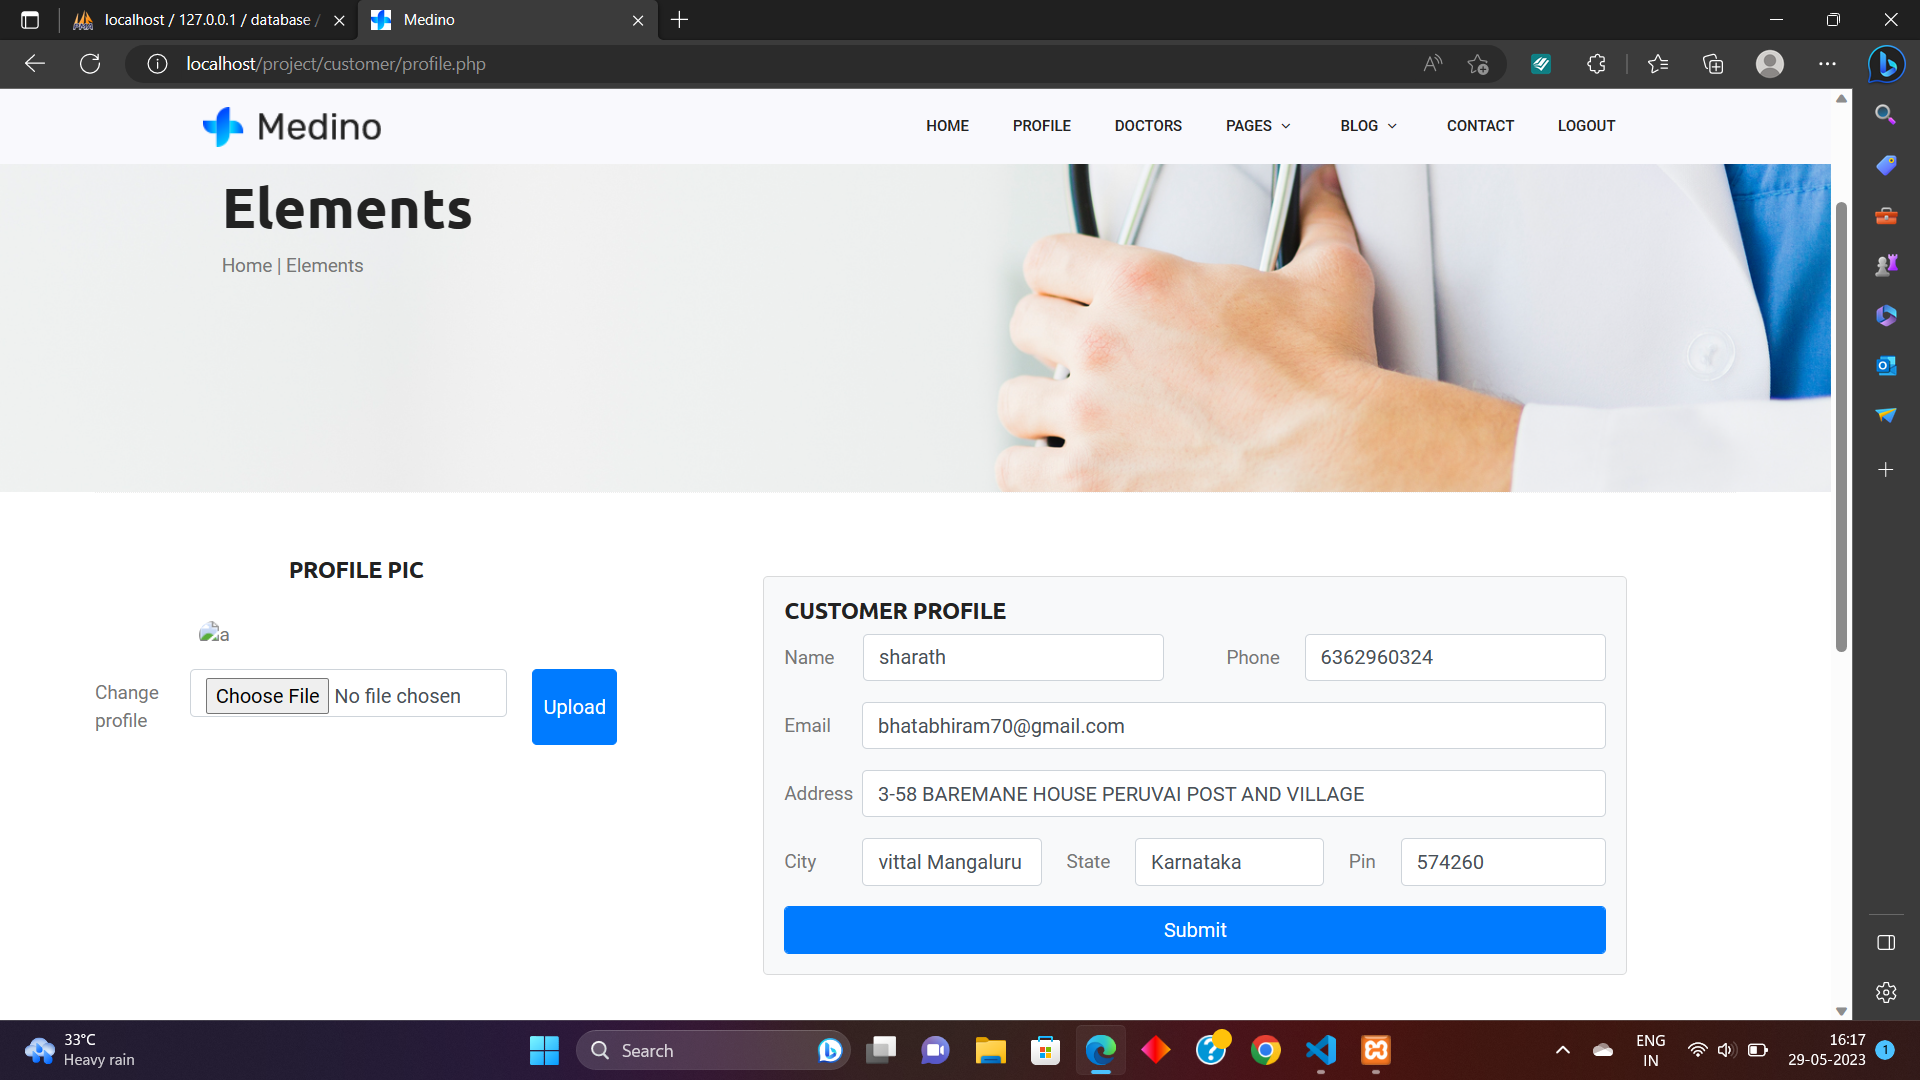 localhost / 127.0.0.1 / database /
Medino
localhost/project/customer/profile.php
Medino
HOME PROFILE DOCTORS PAGES BLOG CONTACT LOGOUT
Elements
Home | Elements
PROFILE PIC
a
Change
profile
Choose File No file chosen
Upload
CUSTOMER PROFILE
Name sharath Phone 6362960324
Email bhatabhiram70@gmail.com
Address 3-58 BAREMANE HOUSE PERUVAI POST AND VILLAGE
City vittal Mangaluru State Karnataka Pin 574260
Submit
33°C
Heavy rain
Search
ENG
IN
16:17
29-05-2023
1